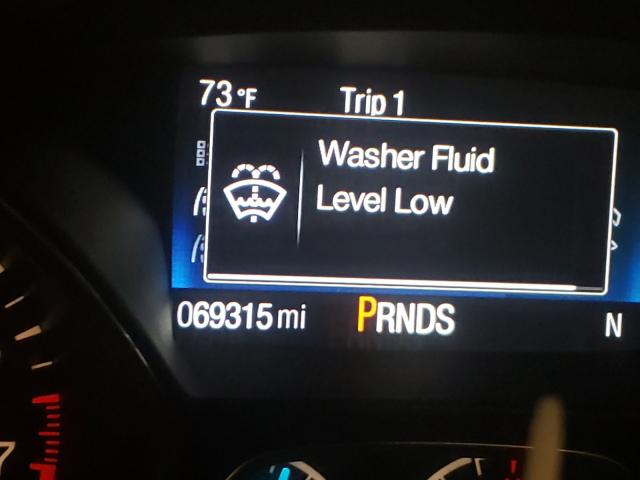 73°F Trip 1
Washer Fluid
Level Low
069315 mi PRNDS N